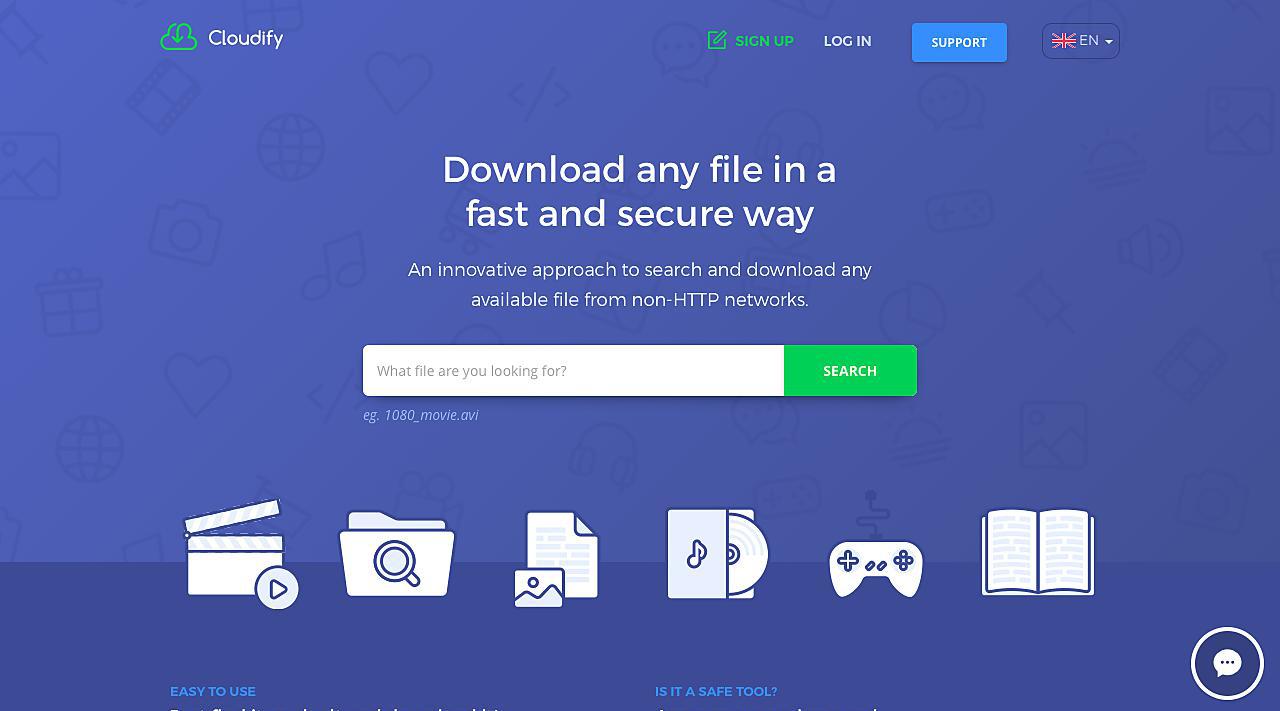 Cloudify
SIGN UP
LOG IN
SUPPORT
EN
Download any file in a
fast and secure way
An innovative approach to search and download any
available file from non-HTTP networks.
What file are you looking for?
SEARCH
eg. 1080_movie.avi
EASY TO USE
IS IT A SAFE TOOL?